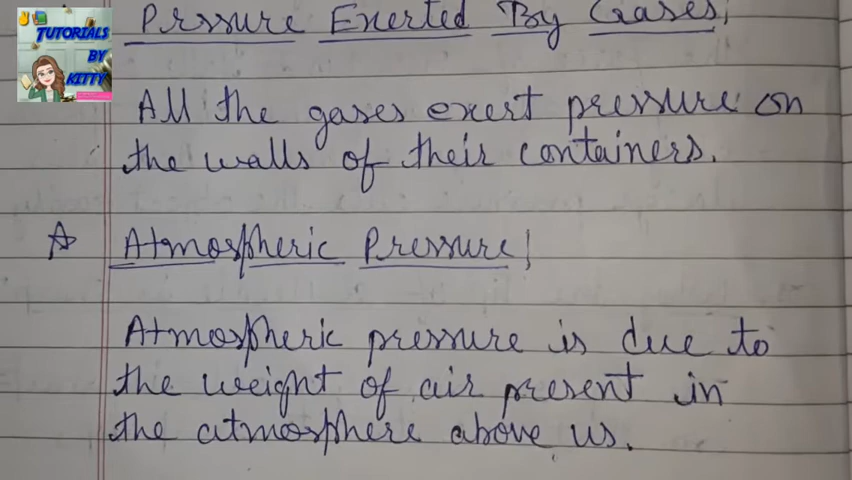 TUTORIALS
BY
KITTY
Prssure Exerted By Gases;
All the gases exert pressure on
the walls of their containers.
Atmospheric Pressure;
Atmospheric pressure is due to
the weight of air present in
the atmosphere above us.